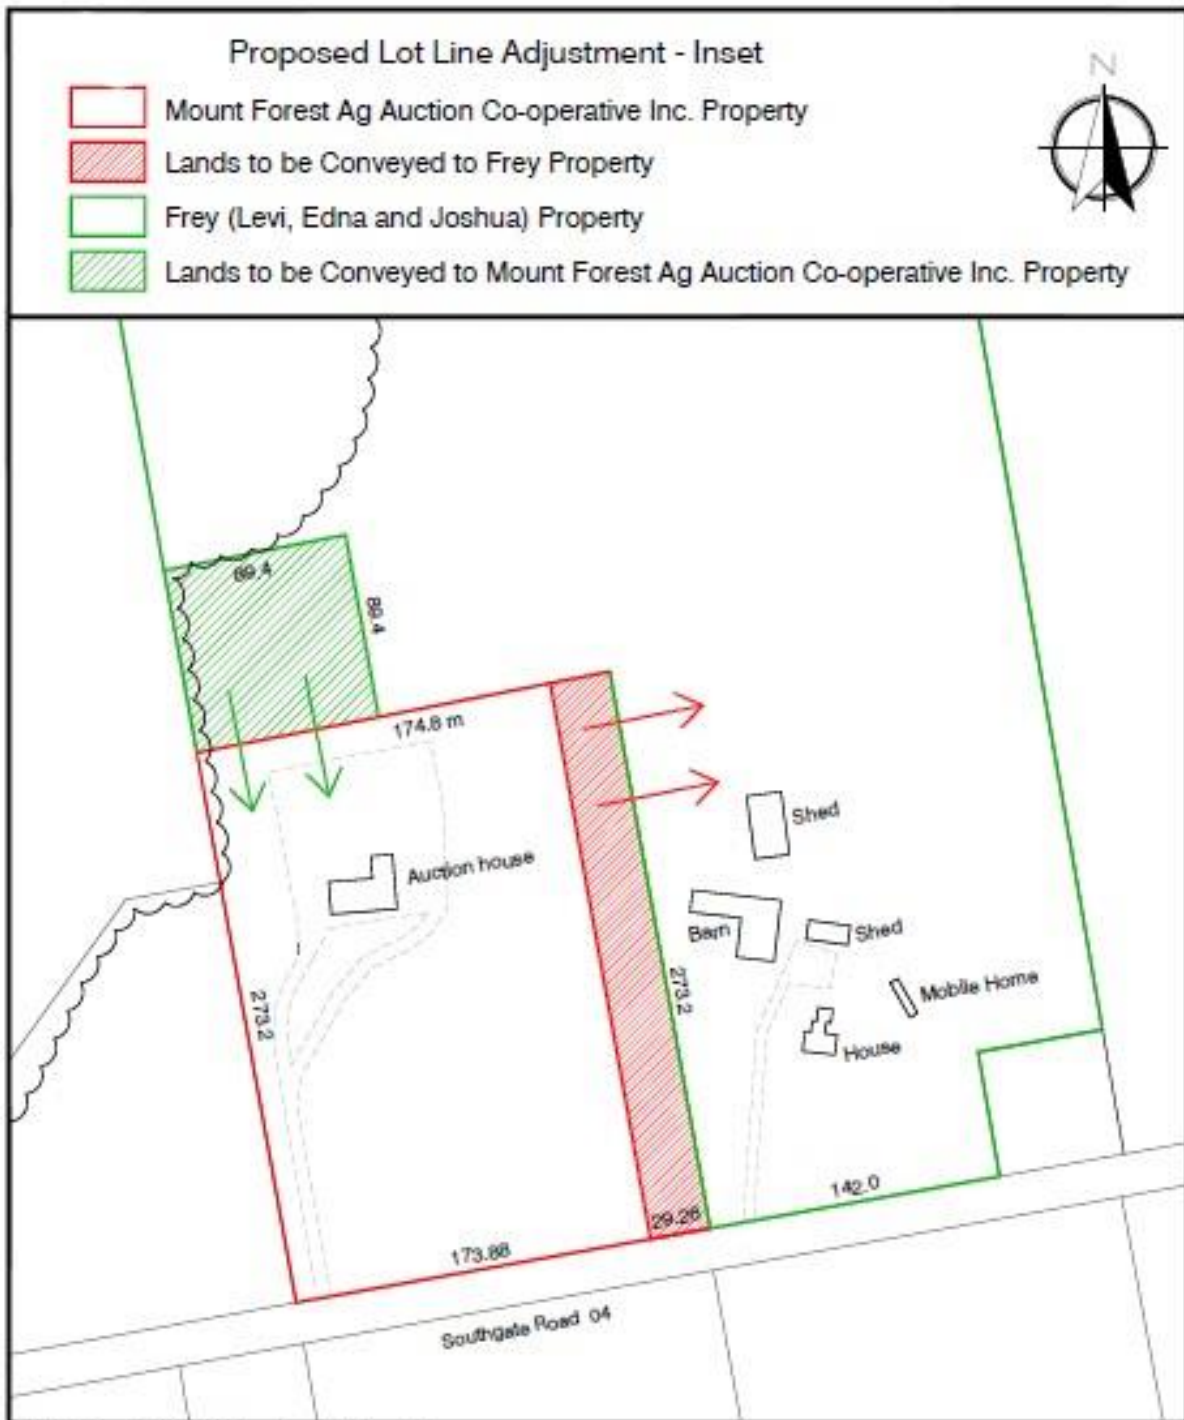 Proposed Lot Line Adjustment - Inset
N
Mount Forest Ag Auction Co-operative Inc. Property
Lands to be Conveyed to Frey Property
Frey (Levi, Edna and Joshua) Property
Lands to be Conveyed to Mount Forest Ag Auction Co-operative Inc. Property
89.4
89.4
174.8 m
Shed
Auction house
Barn
Shed
273.2
273.2
Mobile Home
House
142.0
29.26
173.88
Southgate Road 04